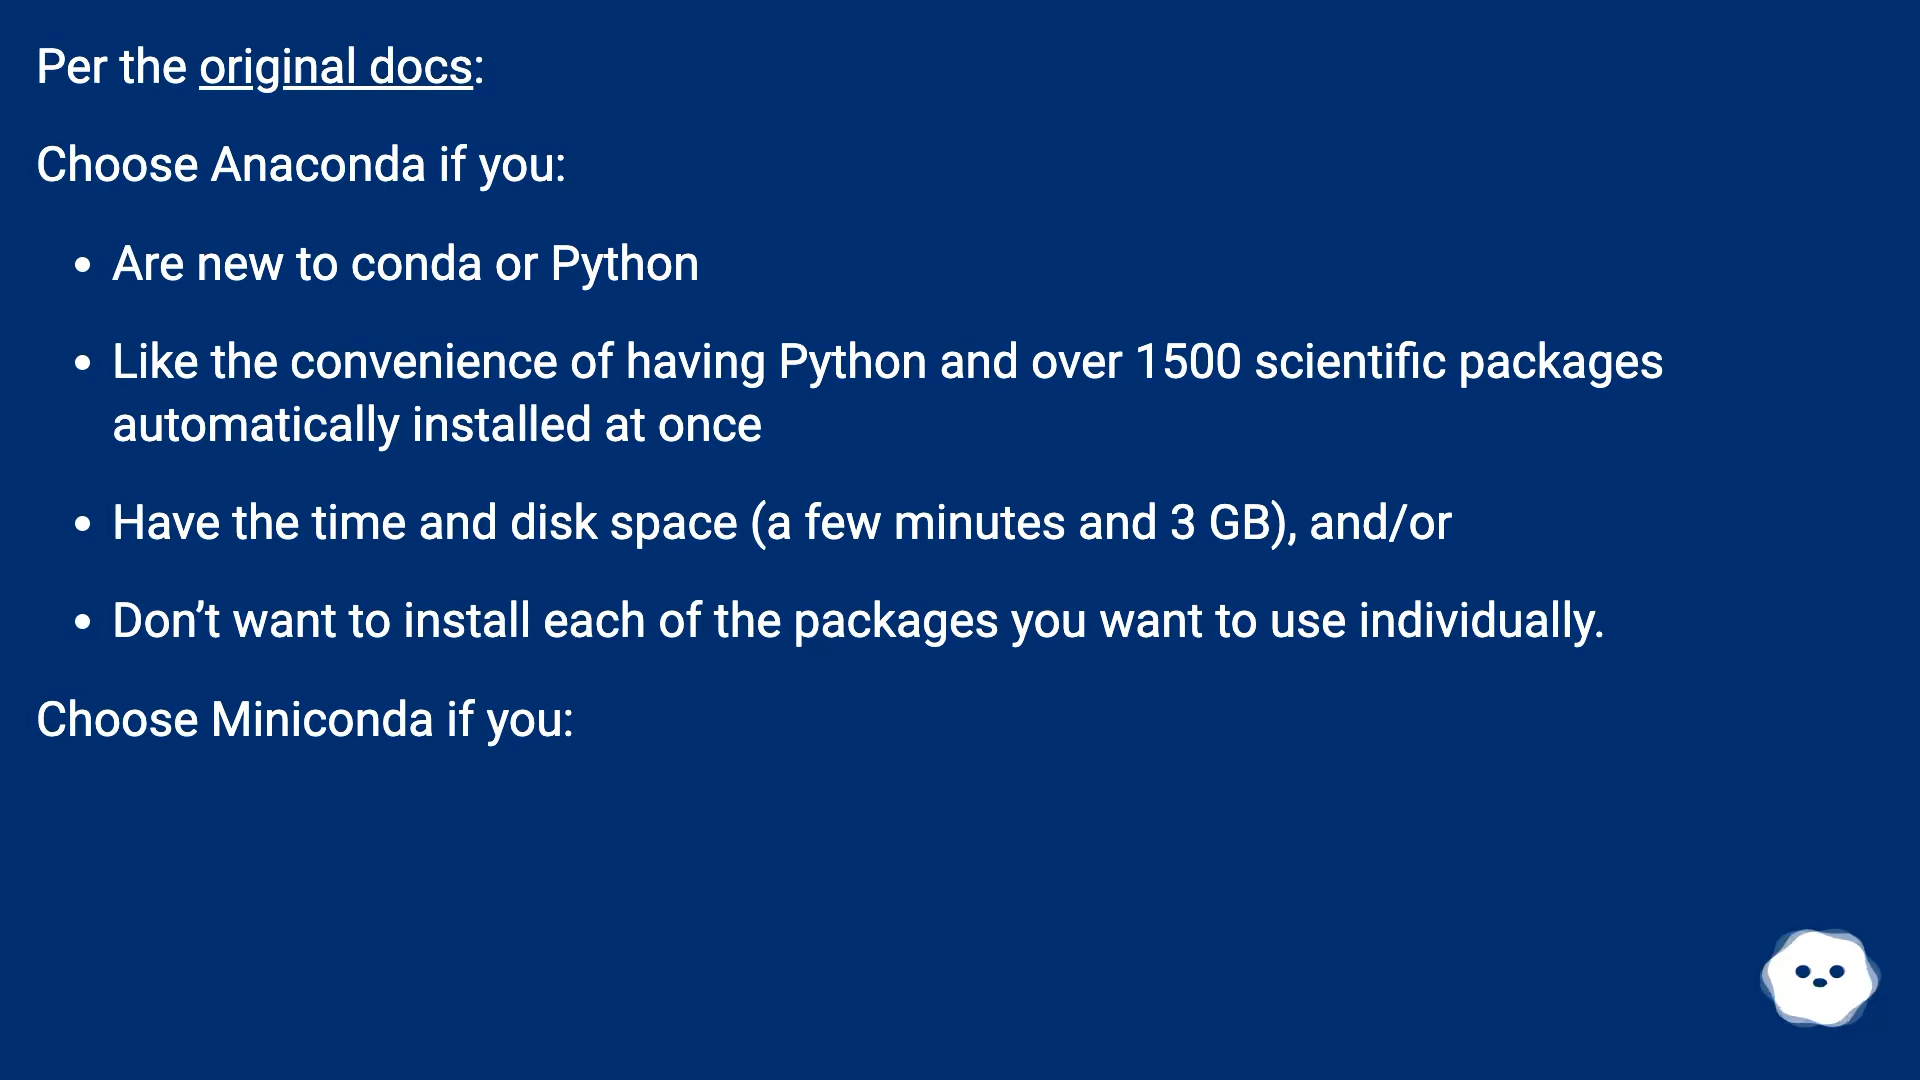 Per the original docs:
Choose Anaconda if you:
• Are new to conda or Python
• Like the convenience of having Python and over 1500 scientific packages
automatically installed at once
• Have the time and disk space (a few minutes and 3 GB), and/or
• Don’t want to install each of the packages you want to use individually.
Choose Miniconda if you: